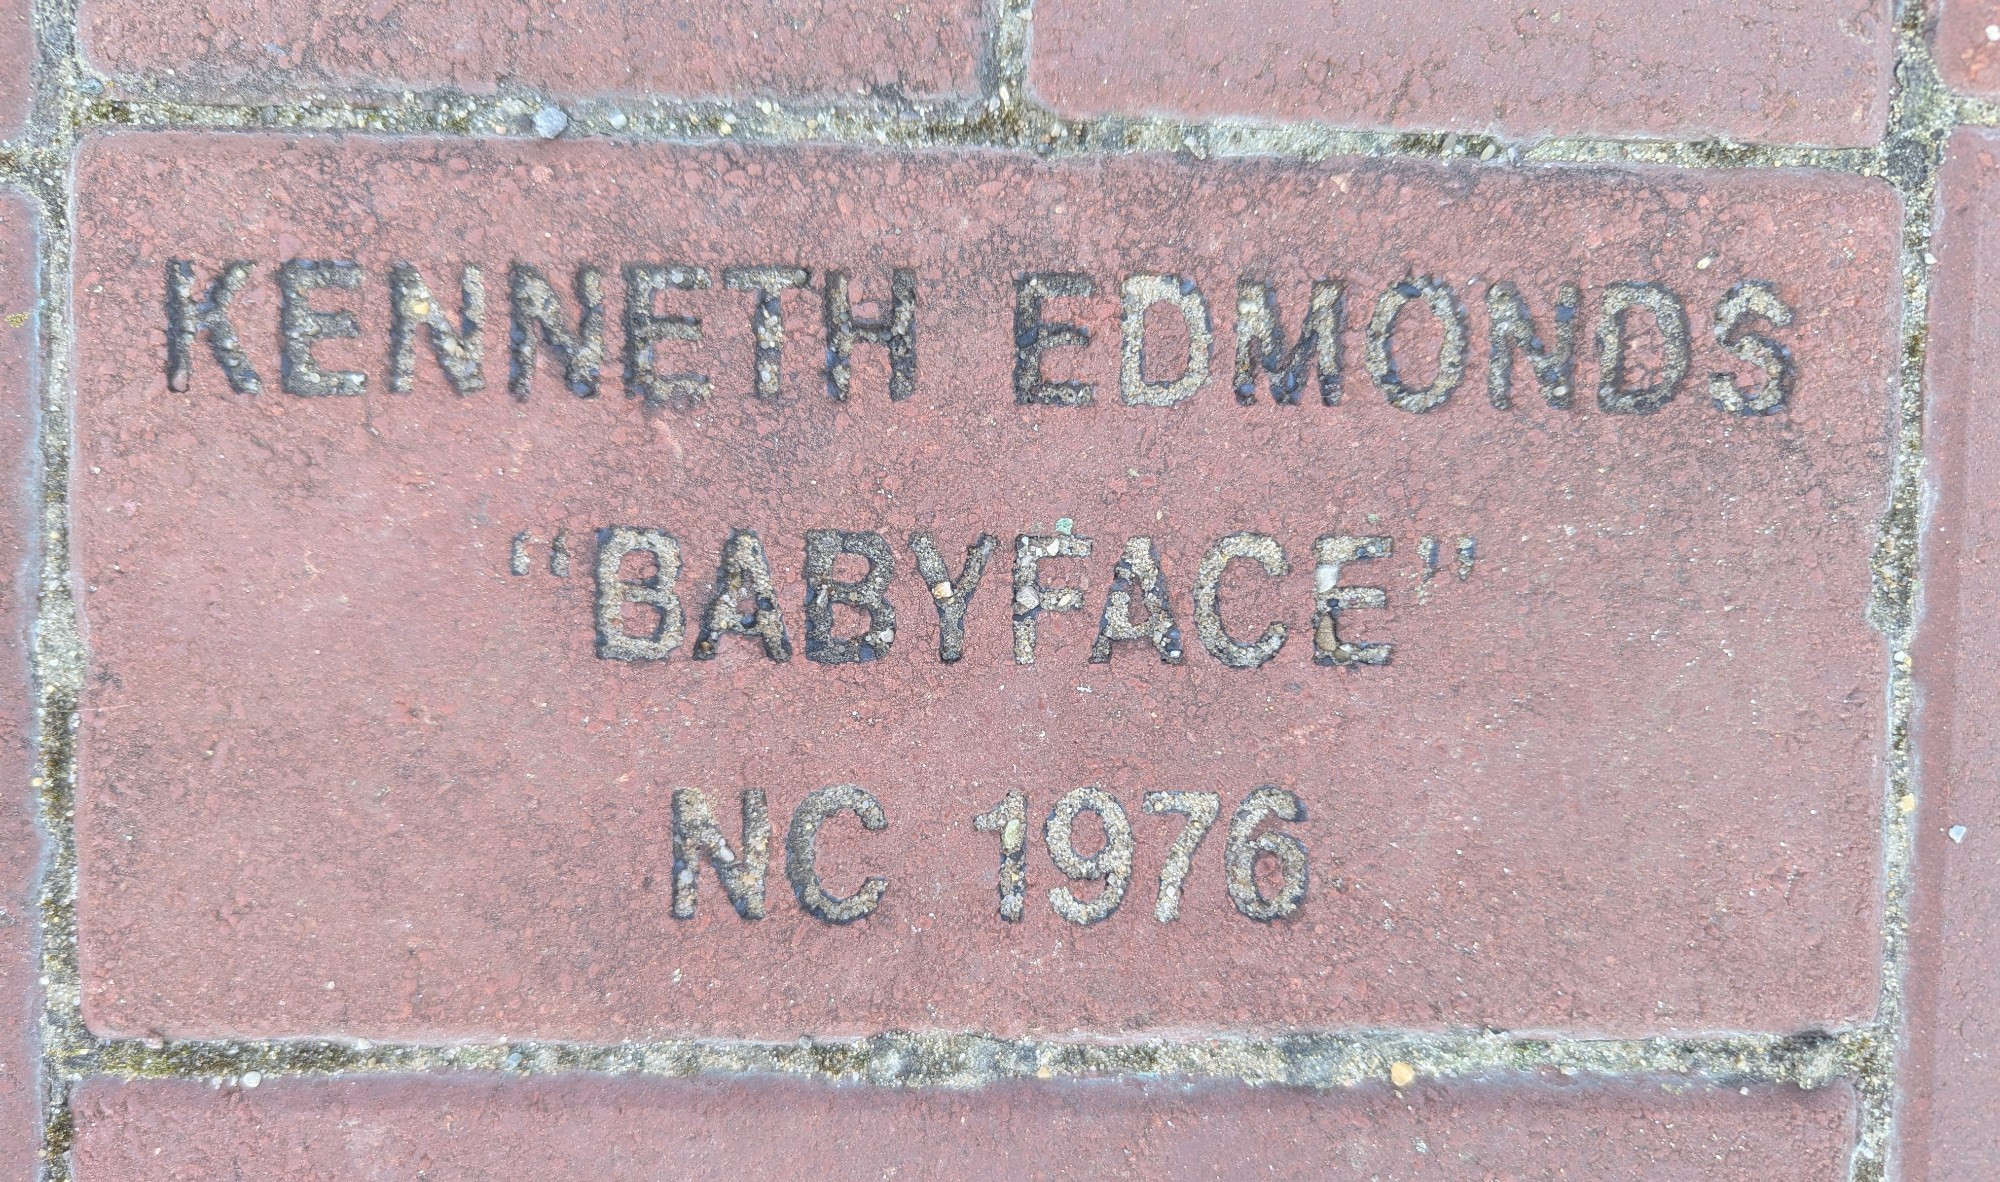 KENNETH EDMONDS
“BABYFACE”
NC 1976